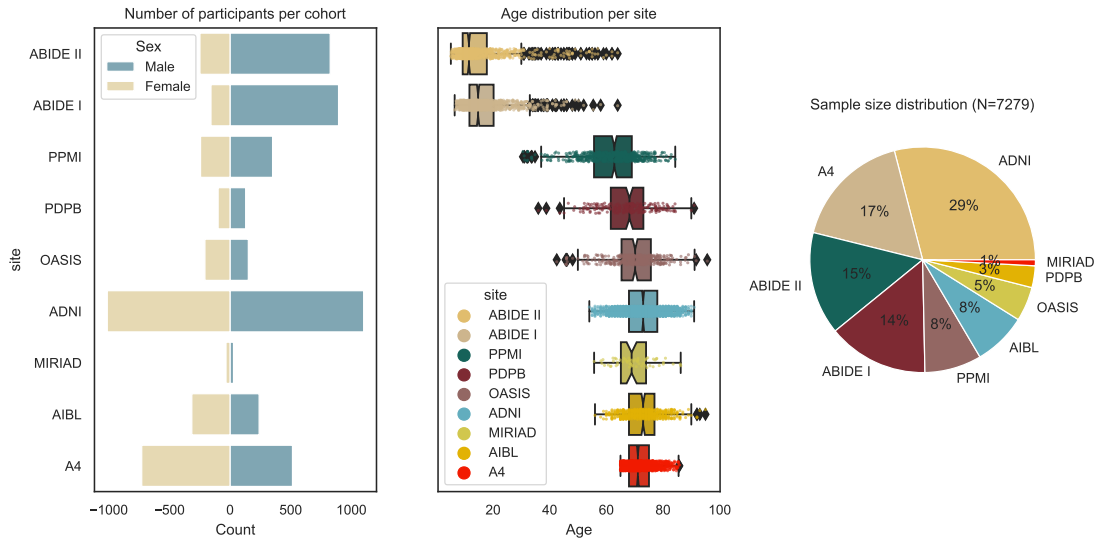 Number of participants per cohort
Sex
Male
Female
site
ABIDE II
ABIDE I
PPMI
PDPB
OASIS
ADNI
MIRIAD
AIBL
A4
−1000 −500 0 500 1000
Count
Age distribution per site
site
ABIDE II
ABIDE I
PPMI
PDPB
OASIS
ADNI
MIRIAD
AIBL
A4
20 40 60 80 100
Age
Sample size distribution (N=7279)
ADNI
29%
A4
17%
ABIDE II
15%
ABIDE I
14%
PPMI
8%
AIBL
8%
OASIS
5%
PDPB
3%
MIRIAD
1%